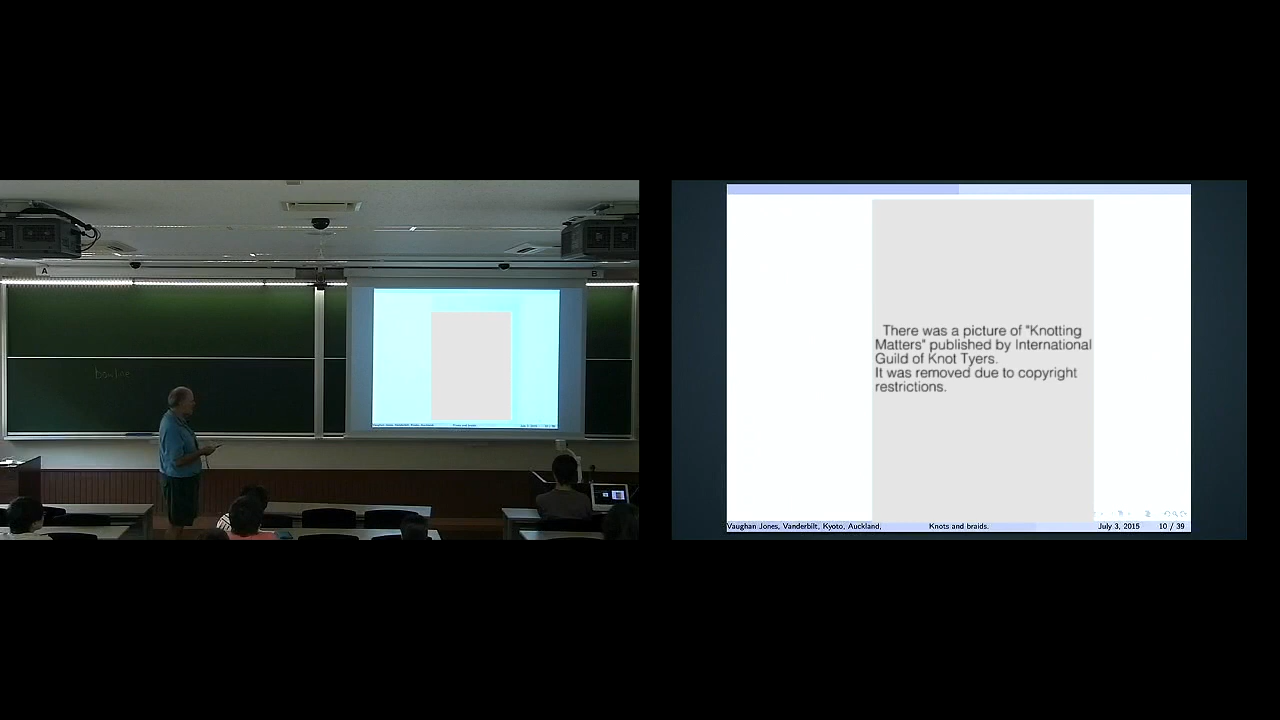 A
B
There was a picture of "Knotting
Matters" published by International
Guild of Knot Tyers.
It was removed due to copyright
restrictions.
Vaughan Jones, Vanderbilt, Kyoto, Auckland, Knots and braids. July 3, 2015 10 / 39